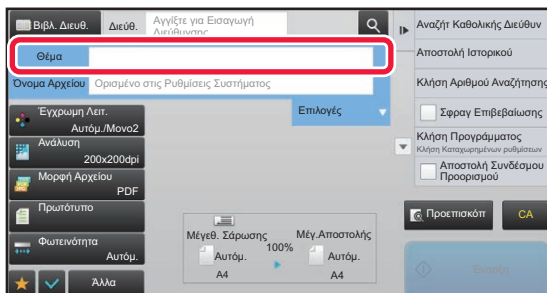 Βιβλ. Διευθ.
Διεύθ.
Αγγίξτε για Εισαγωγή
Διεύθυνσης
Θέμα
Όνομα Αρχείου
Ορισμένο στις Ρυθμίσεις Συστήματος
Επιλογές
Έγχρωμη Λειτ.
Αυτόμ./Μονο2
Ανάλυση
200x200dpi
Μορφή Αρχείου
PDF
Πρωτότυπο
Φωτεινότητα
Αυτόμ.
Άλλα
Μέγεθ. Σάρωσης
100%
Μέγ.Αποστολής
Αυτόμ.
Αυτόμ.
A4
A4
Αναζήτ Καθολικής Διεύθυν
Αποστολή Ιστορικού
Κλήση Αριθμού Αναζήτησης
Σφραγ Επιβεβαίωσης
Κλήση Προγράμματος
Κλήση Καταχωρημένων ρυθμίσεων
Αποστολή Συνδέσμου
Προορισμού
Προεπισκόπ
CA
Έναρξη